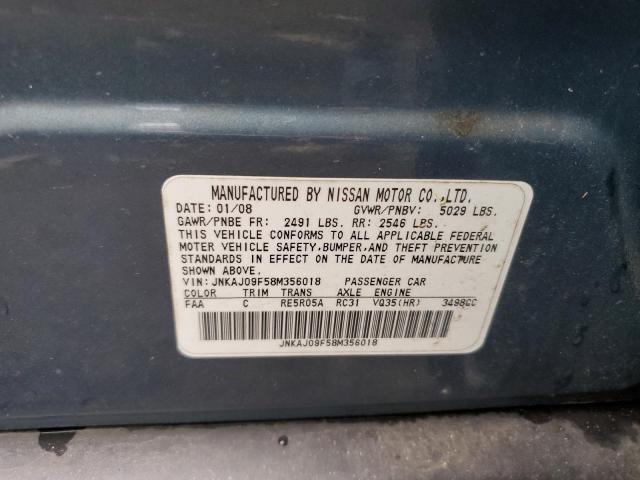 MANUFACTURED BY NISSAN MOTOR CO.,LTD.
DATE: 01/08 GVWR/PNBV: 5029 LBS.
GAWR/PNBE FR: 2491 LBS. RR: 2546 LBS.
THIS VEHICLE CONFORMS TO ALL APPLICABLE FEDERAL
MOTER VEHICLE SAFETY,BUMPER,AND THEFT PREVENTION
STANDARDS IN EFFECT ON THE DATE OF MANUFACTURE
SHOWN ABOVE.
VIN: JNKAJ09F58M356018 PASSENGER CAR
COLOR TRIM TRANS AXLE ENGINE
FAA C RE5R05A RC31 VQ35(HR) 3498CC
JNKAJ09F58M356018